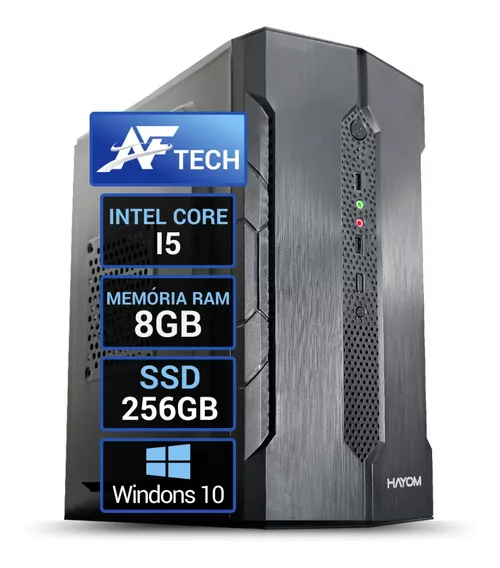 AF TECH
INTEL CORE
I5
MEMÓRIA RAM
8GB
SSD
256GB
Windons 10
HAYOM